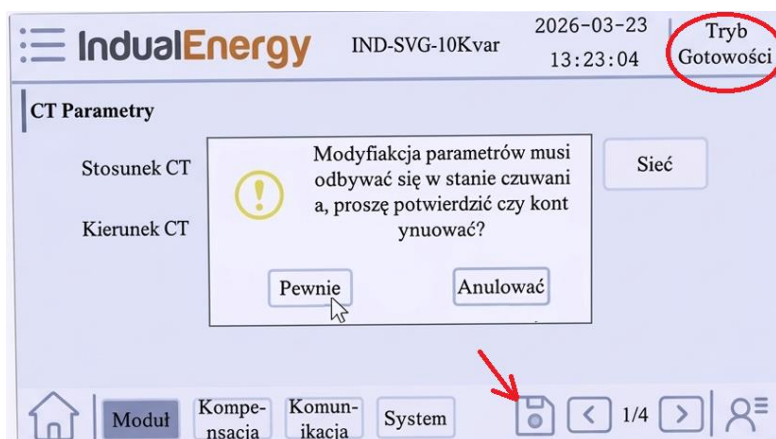 IndualEnergy
IND-SVG-10Kvar
2026-03-23
13:23:04
Tryb
Gotowości
CT Parametry
Stosunek CT
Kierunek CT
Modyfiakcja parametrów musi
odbywać się w stanie czuwani
a, proszę potwierdzić czy kont
ynuować?
Pewnie
Anulować
Sieć
Moduł
Kompe-
nsacja
Komun-
ikacja
System
1/4